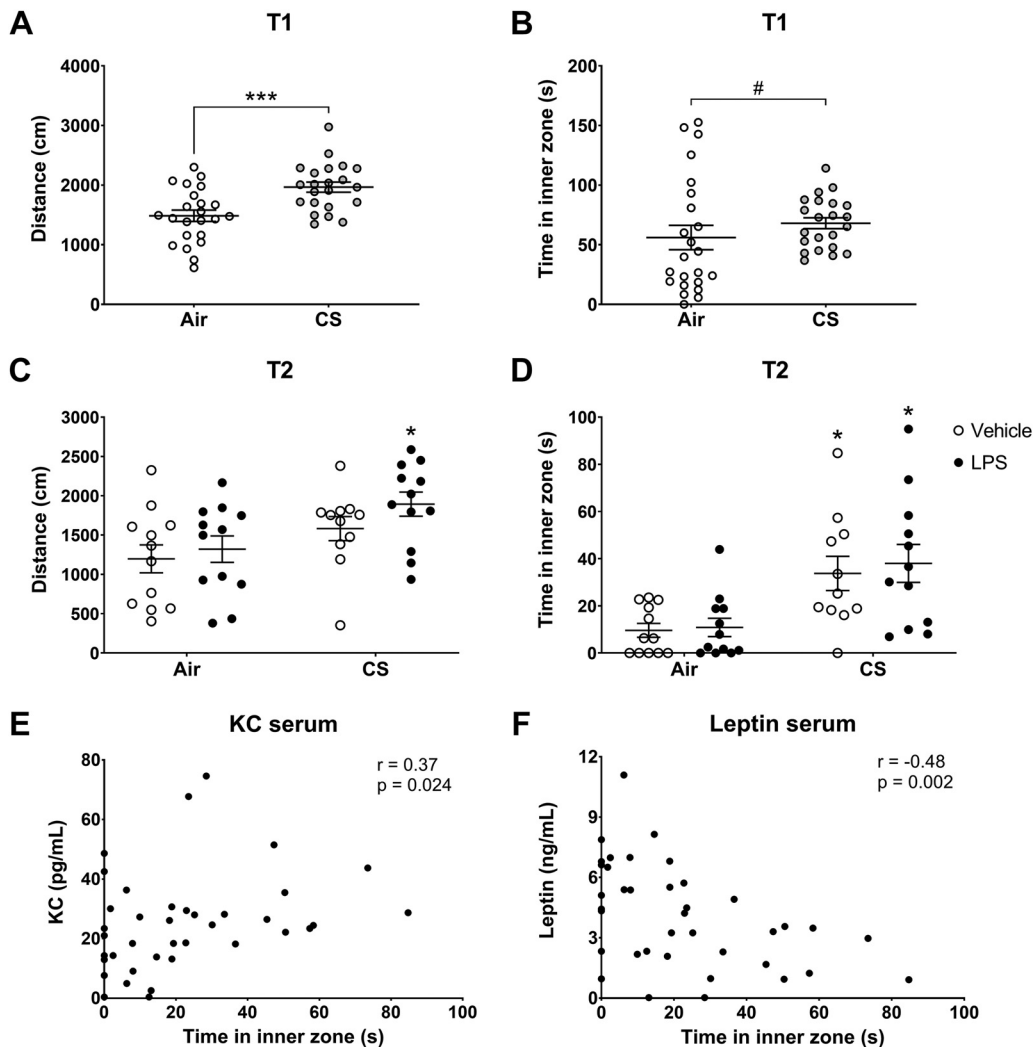 A
T1
Distance (cm)
4000
3000
2000
1000
0
***
Air
CS
B
T1
Time in inner zone (s)
200
150
100
50
0
#
Air
CS
C
T2
Distance (cm)
3000
2500
2000
1500
1000
500
0
*
Air
CS
D
T2
Time in inner zone (s)
100
80
60
40
20
0
*
*
Vehicle
LPS
Air
CS
E
KC serum
KC (pg/mL)
80
60
40
20
0
r = 0.37
p = 0.024
0
20
40
60
80
100
Time in inner zone (s)
F
Leptin serum
Leptin (ng/mL)
12
9
6
3
0
r = -0.48
p = 0.002
0
20
40
60
80
100
Time in inner zone (s)